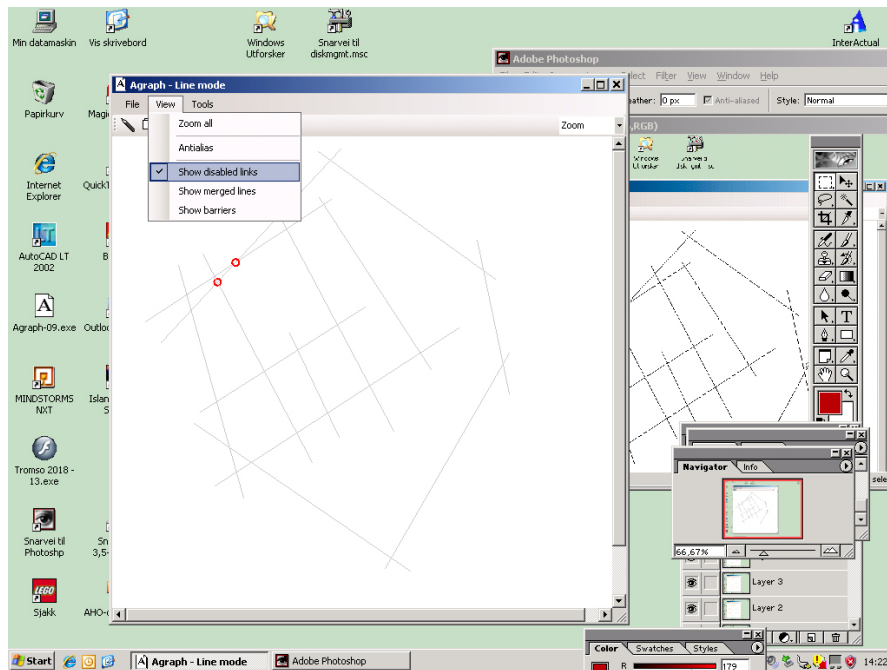 Min datamaskin
Vis skrivebord
Windows Utforsker
Snarvei til diskmgmt.msc
InterActual
Adobe Photoshop
Filter View Window Help
0 px
Anti-aliased
Style: Normal
Agraph - Line mode
File View Tools
Zoom
Zoom all
Antialias
Show disabled links
Show merged lines
Show barriers
,RGB)
Papirkurv
Internet Explorer
AutoCAD LT 2002
Agraph-09.exe
MINDSTORMS NXT
Tromso 2018 - 13.exe
Snarvei til Photoshp
Sjakk
LEGO
Navigator Info
66,67%
Layer 3
Layer 2
Color Swatches Styles
R 179
Start
Agraph - Line mode
Adobe Photoshop
14:22